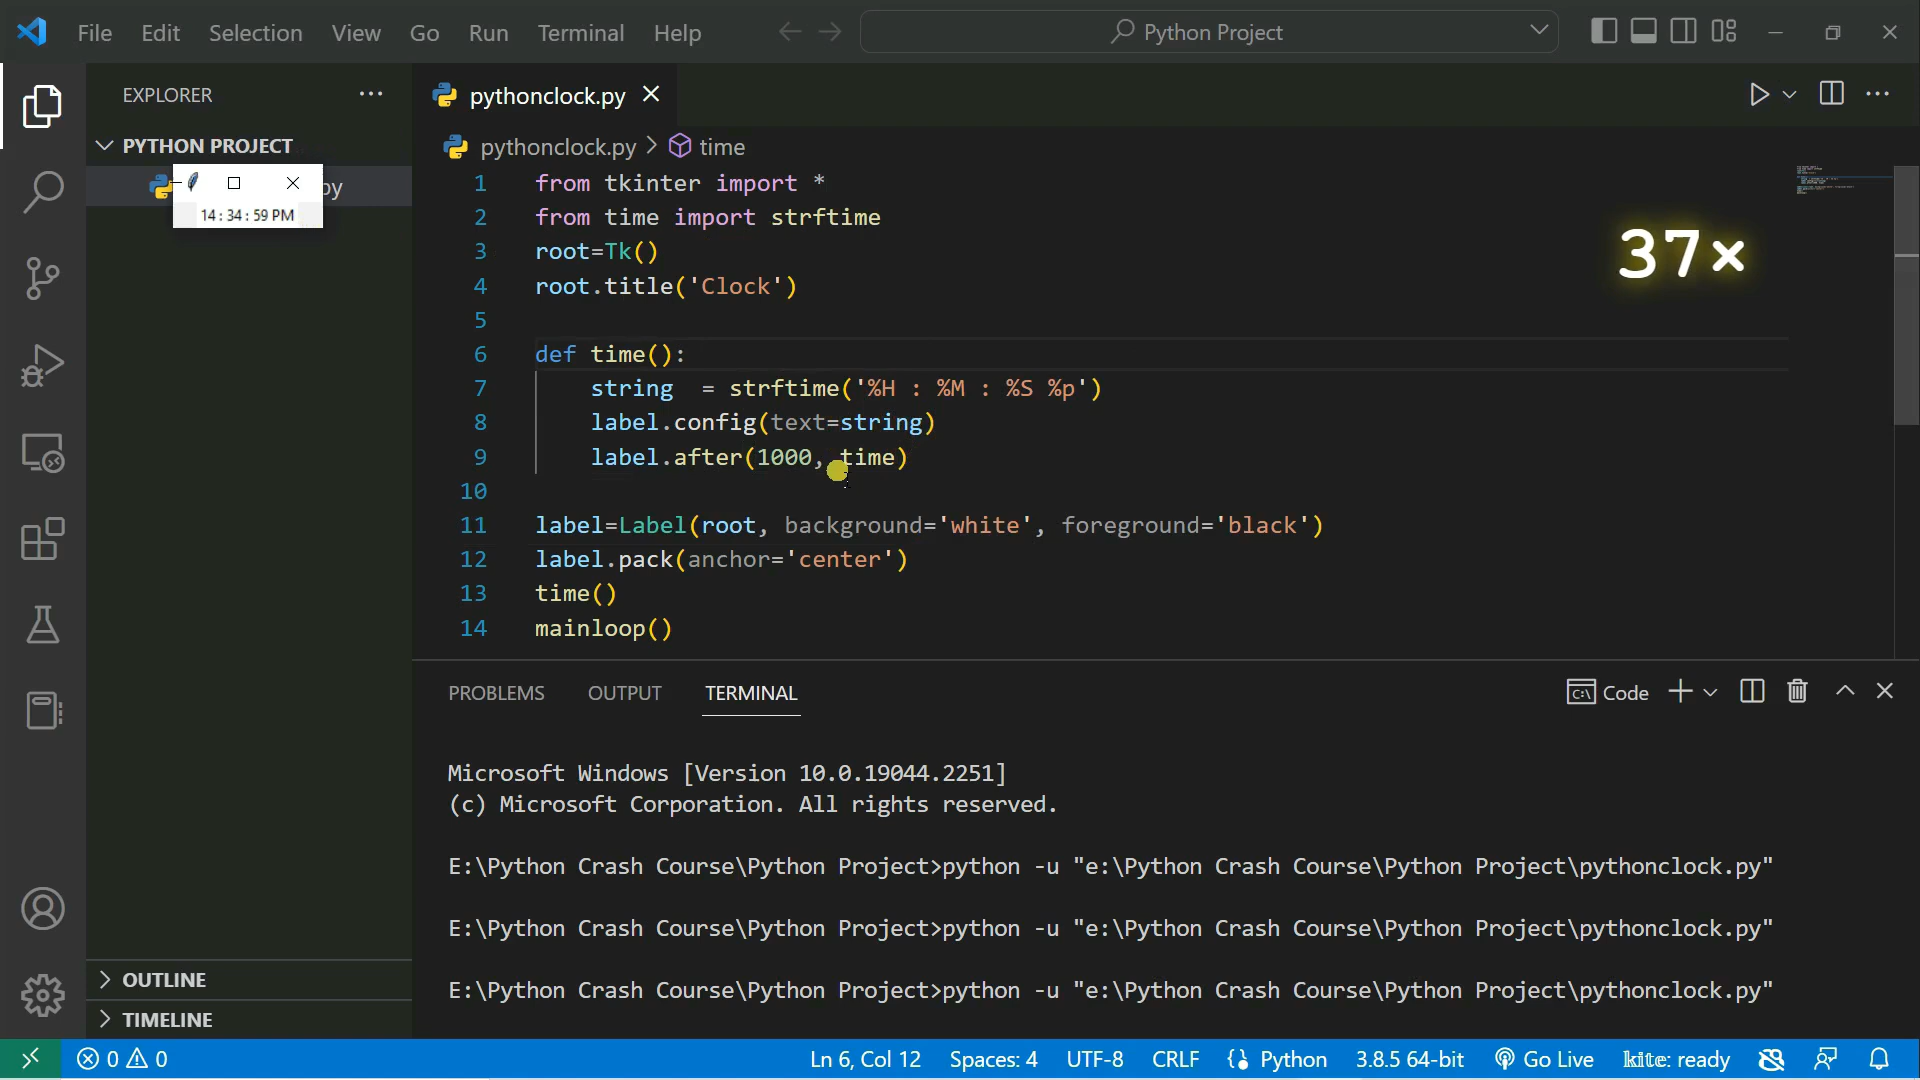 File Edit Selection View Go Run Terminal Help
Python Project
EXPLORER
PYTHON PROJECT
py
14 : 34 : 59 PM
pythonclock.py
pythonclock.py > time
37×
1 from tkinter import *
2 from time import strftime
3 root=Tk()
4 root.title('Clock')
5
6 def time():
7 string  = strftime('%H : %M : %S %p')
8 label.config(text=string)
9 label.after(1000, time)
10
11 label=Label(root, background='white', foreground='black')
12 label.pack(anchor='center')
13 time()
14 mainloop()
PROBLEMS OUTPUT TERMINAL
Code
Microsoft Windows [Version 10.0.19044.2251]
(c) Microsoft Corporation. All rights reserved.
E:\Python Crash Course\Python Project>python -u "e:\Python Crash Course\Python Project\pythonclock.py"
E:\Python Crash Course\Python Project>python -u "e:\Python Crash Course\Python Project\pythonclock.py"
E:\Python Crash Course\Python Project>python -u "e:\Python Crash Course\Python Project\pythonclock.py"
OUTLINE
TIMELINE
0 0 Ln 6, Col 12 Spaces: 4 UTF-8 CRLF Python 3.8.5 64-bit Go Live kite: ready